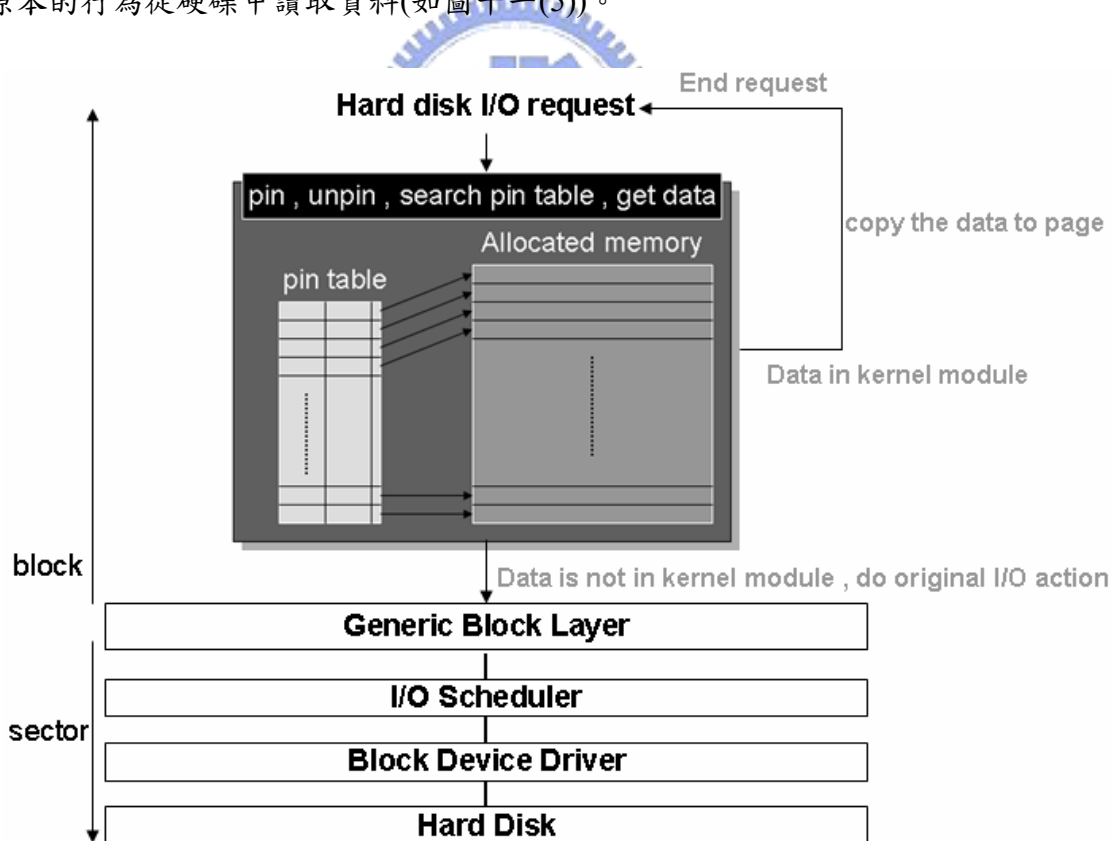 原本的行為從硬碟中讀取資料(如圖十一(3))。
End request
Hard disk I/O request
pin , unpin , search pin table , get data
copy the data to page
Allocated memory
pin table
Data in kernel module
block
Data is not in kernel module , do original I/O action
Generic Block Layer
I/O Scheduler
sector
Block Device Driver
Hard Disk